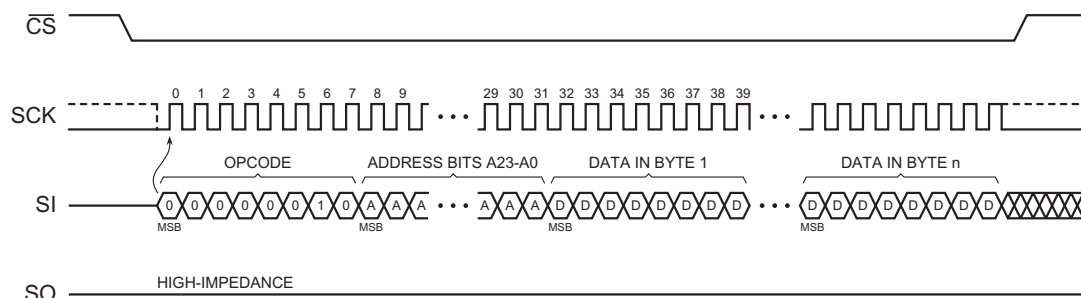 CS
SCK
0 1 2 3 4 5 6 7 8 9 29 30 31 32 33 34 35 36 37 38 39
OPCODE ADDRESS BITS A23-A0 DATA IN BYTE 1 DATA IN BYTE n
SI
0 0 0 0 0 0 1 0 A A A A A A D D D D D D D D D D D D D D D D
MSB MSB MSB MSB
SO
HIGH-IMPEDANCE